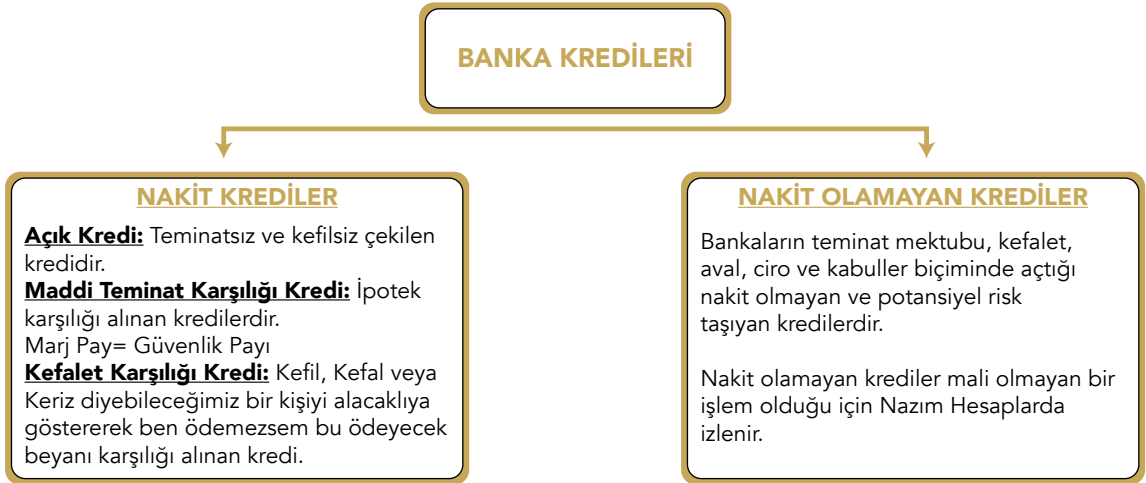 BANKA KREDİLERİ
NAKİT KREDİLER
Açık Kredi: Teminatsız ve kefilsiz çekilen
kredidir.
Maddi Teminat Karşılığı Kredi: İpotek
karşılığı alınan kredilerdir.
Marj Pay= Güvenlik Payı
Kefalet Karşılığı Kredi: Kefil, Kefal veya
Keriz diyebileceğimiz bir kişiyi alacaklıya
göstererek ben ödemezsem bu ödeyecek
beyanı karşılığı alınan kredi.
NAKİT OLAMAYAN KREDİLER
Bankaların teminat mektubu, kefalet,
aval, ciro ve kabuller biçiminde açtığı
nakit olmayan ve potansiyel risk
taşıyan kredilerdir.
Nakit olamayan krediler mali olmayan bir
işlem olduğu için Nazım Hesaplarda
izlenir.